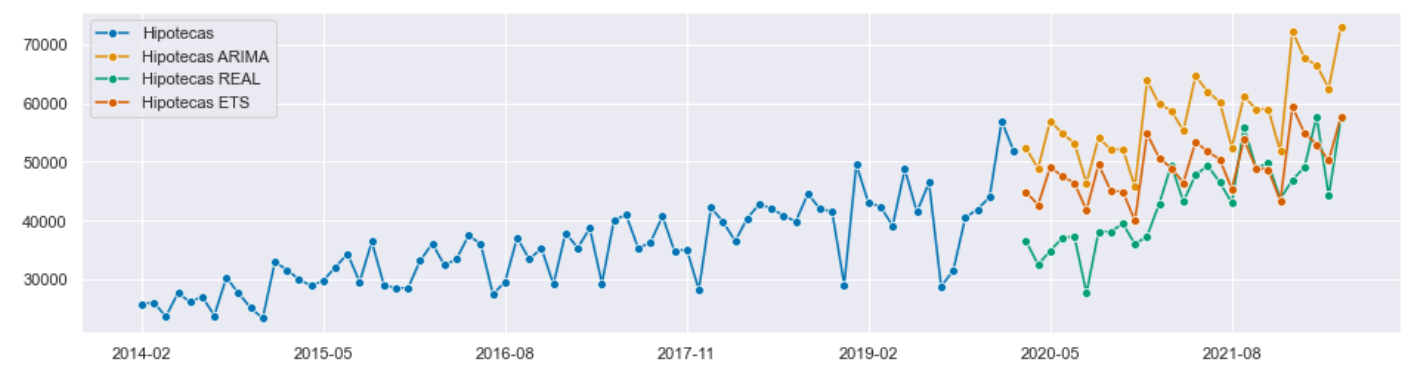 Hipotecas
Hipotecas ARIMA
Hipotecas REAL
Hipotecas ETS
70000
60000
50000
40000
30000
2014-02 2015-05 2016-08 2017-11 2019-02 2020-05 2021-08